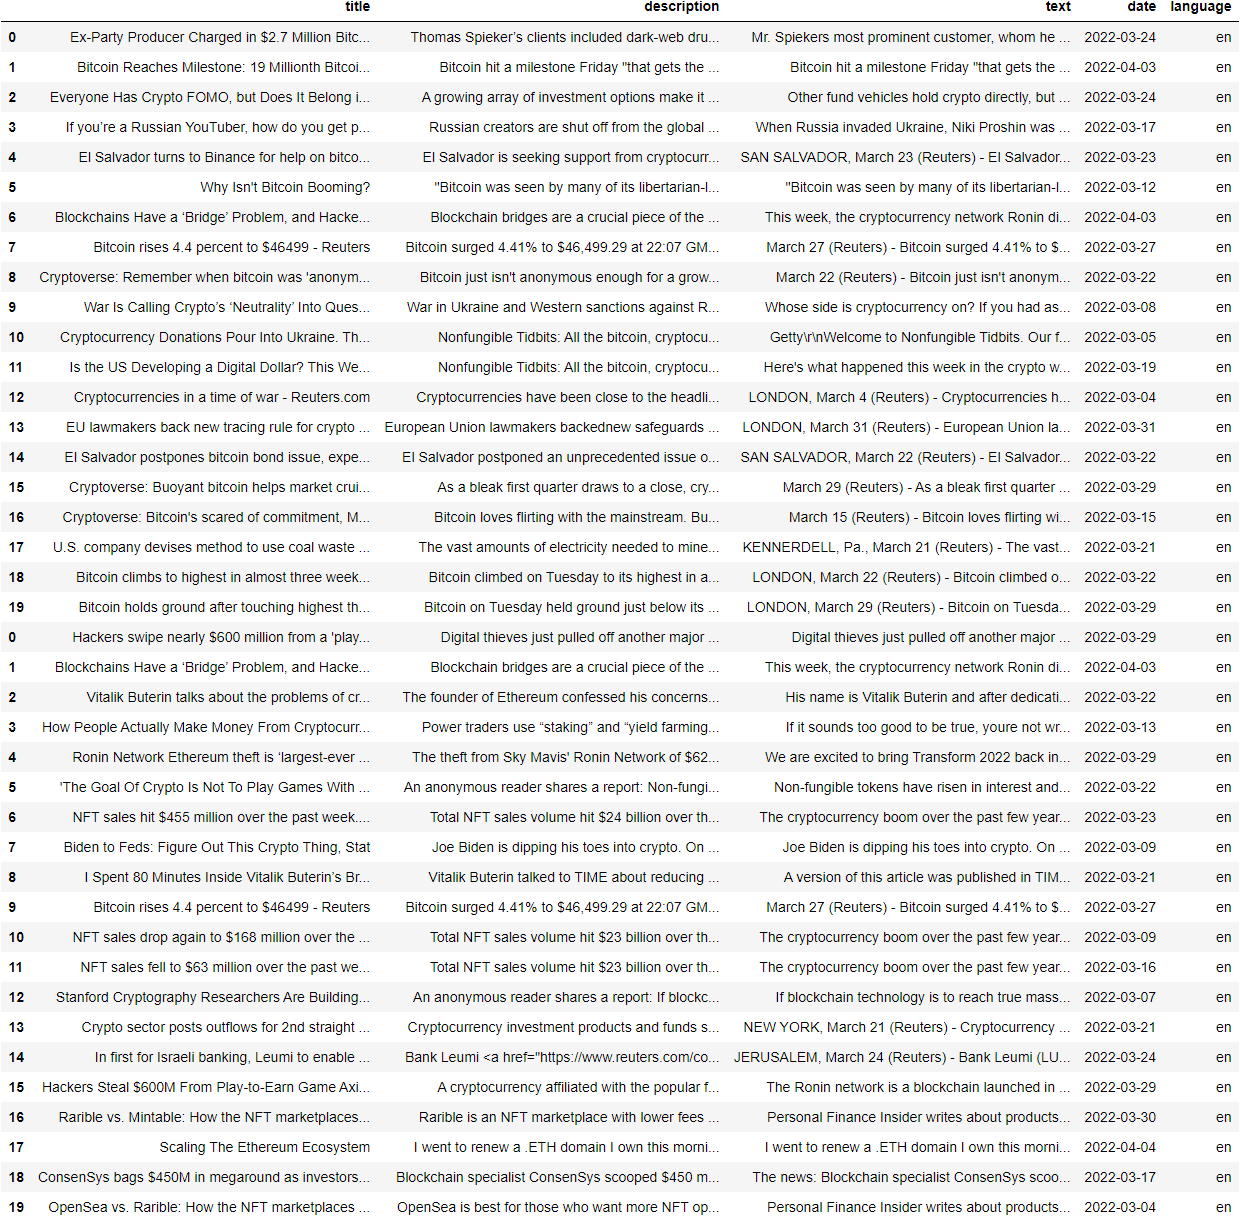 title description text date language
0 Ex-Party Producer Charged in $2.7 Million Bitc... Thomas Spieker’s clients included dark-web dru... Mr. Spiekers most prominent customer, whom he ... 2022-03-24 en
1 Bitcoin Reaches Milestone: 19 Millionth Bitcoi... Bitcoin hit a milestone Friday "that gets the ... Bitcoin hit a milestone Friday "that gets the ... 2022-04-03 en
2 Everyone Has Crypto FOMO, but Does It Belong i... A growing array of investment options make it ... Other fund vehicles hold crypto directly, but ... 2022-03-24 en
3 If you’re a Russian YouTuber, how do you get p... Russian creators are shut off from the global ... When Russia invaded Ukraine, Niki Proshin was ... 2022-03-17 en
4 El Salvador turns to Binance for help on bitco... El Salvador is seeking support from cryptocurr... SAN SALVADOR, March 23 (Reuters) - El Salvador... 2022-03-23 en
5 Why Isn't Bitcoin Booming? "Bitcoin was seen by many of its libertarian-l... "Bitcoin was seen by many of its libertarian-l... 2022-03-12 en
6 Blockchains Have a ‘Bridge’ Problem, and Hacke... Blockchain bridges are a crucial piece of the ... This week, the cryptocurrency network Ronin di... 2022-04-03 en
7 Bitcoin rises 4.4 percent to $46499 - Reuters Bitcoin surged 4.41% to $46,499.29 at 22:07 GM... March 27 (Reuters) - Bitcoin surged 4.41% to $... 2022-03-27 en
8 Cryptoverse: Remember when bitcoin was 'anonym... Bitcoin just isn't anonymous enough for a grow... March 22 (Reuters) - Bitcoin just isn't anonym... 2022-03-22 en
9 War Is Calling Crypto’s ‘Neutrality’ Into Ques... War in Ukraine and Western sanctions against R... Whose side is cryptocurrency on? If you had as... 2022-03-08 en
10 Cryptocurrency Donations Pour Into Ukraine. Th... Nonfungible Tidbits: All the bitcoin, cryptocu... Getty\r\nWelcome to Nonfungible Tidbits. Our f... 2022-03-05 en
11 Is the US Developing a Digital Dollar? This We... Nonfungible Tidbits: All the bitcoin, cryptocu... Here's what happened this week in the crypto w... 2022-03-19 en
12 Cryptocurrencies in a time of war - Reuters.com Cryptocurrencies have been close to the headli... LONDON, March 4 (Reuters) - Cryptocurrencies h... 2022-03-04 en
13 EU lawmakers back new tracing rule for crypto ... European Union lawmakers backednew safeguards ... LONDON, March 31 (Reuters) - European Union la... 2022-03-31 en
14 El Salvador postpones bitcoin bond issue, expe... El Salvador postponed an unprecedented issue o... SAN SALVADOR, March 22 (Reuters) - El Salvador... 2022-03-22 en
15 Cryptoverse: Buoyant bitcoin helps market crui... As a bleak first quarter draws to a close, cry... March 29 (Reuters) - As a bleak first quarter ... 2022-03-29 en
16 Cryptoverse: Bitcoin's scared of commitment, M... Bitcoin loves flirting with the mainstream. Bu... March 15 (Reuters) - Bitcoin loves flirting wi... 2022-03-15 en
17 U.S. company devises method to use coal waste ... The vast amounts of electricity needed to mine... KENNERDELL, Pa., March 21 (Reuters) - The vast... 2022-03-21 en
18 Bitcoin climbs to highest in almost three week... Bitcoin climbed on Tuesday to its highest in a... LONDON, March 22 (Reuters) - Bitcoin climbed o... 2022-03-22 en
19 Bitcoin holds ground after touching highest th... Bitcoin on Tuesday held ground just below its ... LONDON, March 29 (Reuters) - Bitcoin on Tuesda... 2022-03-29 en
0 Hackers swipe nearly $600 million from a 'play... Digital thieves just pulled off another major ... Digital thieves just pulled off another major ... 2022-03-29 en
1 Blockchains Have a ‘Bridge’ Problem, and Hacke... Blockchain bridges are a crucial piece of the ... This week, the cryptocurrency network Ronin di... 2022-04-03 en
2 Vitalik Buterin talks about the problems of cr... The founder of Ethereum confessed his concerns... His name is Vitalik Buterin and after dedicati... 2022-03-22 en
3 How People Actually Make Money From Cryptocurr... Power traders use “staking” and “yield farming... If it sounds too good to be true, youre not wr... 2022-03-13 en
4 Ronin Network Ethereum theft is ‘largest-ever ... The theft from Sky Mavis' Ronin Network of $62... We are excited to bring Transform 2022 back in... 2022-03-29 en
5 'The Goal Of Crypto Is Not To Play Games With ... An anonymous reader shares a report: Non-fungi... Non-fungible tokens have risen in interest and... 2022-03-22 en
6 NFT sales hit $455 million over the past week.... Total NFT sales volume hit $24 billion over th... The cryptocurrency boom over the past few year... 2022-03-23 en
7 Biden to Feds: Figure Out This Crypto Thing, Stat Joe Biden is dipping his toes into crypto. On ... Joe Biden is dipping his toes into crypto. On ... 2022-03-09 en
8 I Spent 80 Minutes Inside Vitalik Buterin’s Br... Vitalik Buterin talked to TIME about reducing ... A version of this article was published in TIM... 2022-03-21 en
9 Bitcoin rises 4.4 percent to $46499 - Reuters Bitcoin surged 4.41% to $46,499.29 at 22:07 GM... March 27 (Reuters) - Bitcoin surged 4.41% to $... 2022-03-27 en
10 NFT sales drop again to $168 million over the ... Total NFT sales volume hit $23 billion over th... The cryptocurrency boom over the past few year... 2022-03-09 en
11 NFT sales fell to $63 million over the past we... Total NFT sales volume hit $23 billion over th... The cryptocurrency boom over the past few year... 2022-03-16 en
12 Stanford Cryptography Researchers Are Building... An anonymous reader shares a report: If blockc... If blockchain technology is to reach true mass... 2022-03-07 en
13 Crypto sector posts outflows for 2nd straight ... Cryptocurrency investment products and funds s... NEW YORK, March 21 (Reuters) - Cryptocurrency ... 2022-03-21 en
14 In first for Israeli banking, Leumi to enable ... Bank Leumi <a href="https://www.reuters.com/co... JERUSALEM, March 24 (Reuters) - Bank Leumi (LU... 2022-03-24 en
15 Hackers Steal $600M From Play-to-Earn Game Axi... A cryptocurrency affiliated with the popular f... The Ronin network is a blockchain launched in ... 2022-03-29 en
16 Rarible vs. Mintable: How the NFT marketplaces... Rarible is an NFT marketplace with lower fees ... Personal Finance Insider writes about products... 2022-03-30 en
17 Scaling The Ethereum Ecosystem I went to renew a .ETH domain I own this morni... I went to renew a .ETH domain I own this morni... 2022-04-04 en
18 ConsenSys bags $450M in megaround as investors... Blockchain specialist ConsenSys scooped $450 m... The news: Blockchain specialist ConsenSys scoo... 2022-03-17 en
19 OpenSea vs. Rarible: How the NFT marketplaces ... OpenSea is best for those who want more NFT op... Personal Finance Insider writes about products... 2022-03-04 en